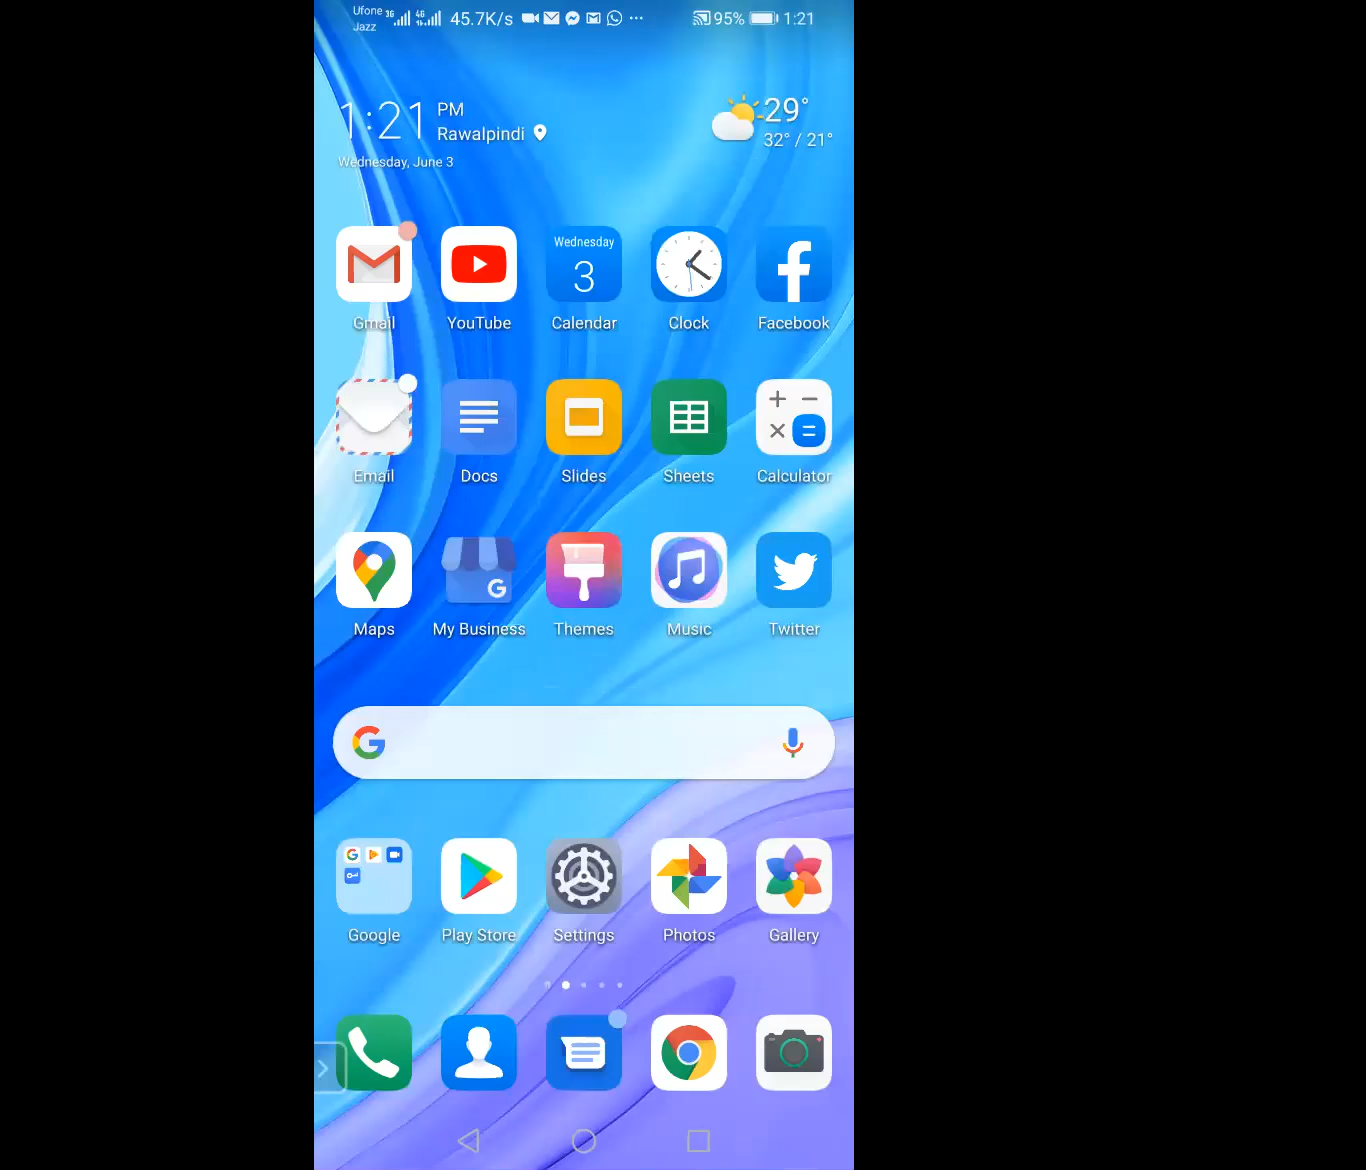 Ufone 3G 4G 45.7K/s 95% 1:21
Jazz
1:21 PM 29°
Rawalpindi 32° / 21°
Wednesday, June 3
Wednesday
3
Gmail YouTube Calendar Clock Facebook
Email Docs Slides Sheets Calculator
G
Maps My Business Themes Music Twitter
G
Google Play Store Settings Photos Gallery